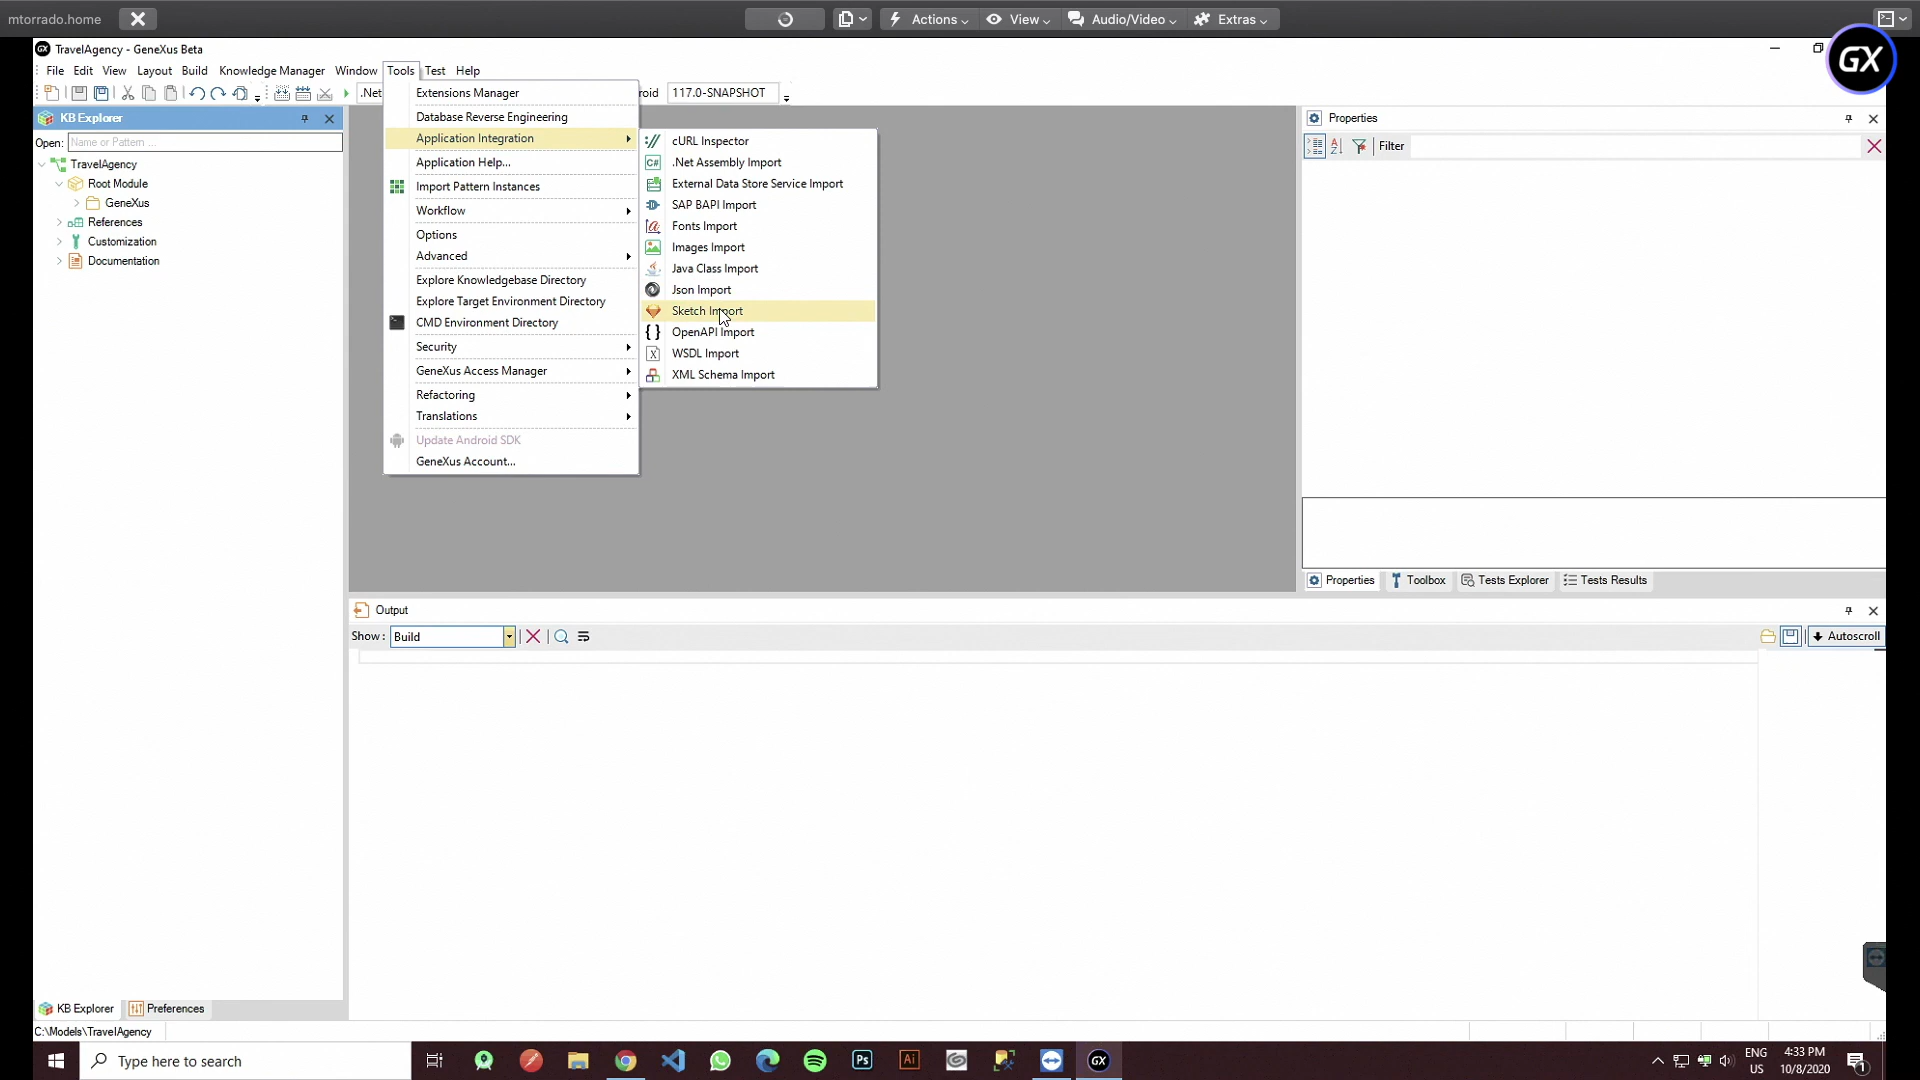 mtorrado.home
Actions
View
Audio/Video
Extras
TravelAgency - GeneXus Beta
GX
File Edit View Layout Build Knowledge Manager Window Tools Test Help
.Net
roid
117.0-SNAPSHOT
KB Explorer
Open: Name or Pattern ...
TravelAgency
Root Module
GeneXus
References
Customization
Documentation
Extensions Manager
Database Reverse Engineering
Application Integration
Application Help...
Import Pattern Instances
Workflow
Options
Advanced
Explore Knowledgebase Directory
Explore Target Environment Directory
CMD Environment Directory
Security
GeneXus Access Manager
Refactoring
Translations
Update Android SDK
GeneXus Account...
cURL Inspector
.Net Assembly Import
External Data Store Service Import
SAP BAPI Import
Fonts Import
Images Import
Java Class Import
Json Import
Sketch Import
OpenAPI Import
WSDL Import
XML Schema Import
Properties
Filter
Properties Toolbox Tests Explorer Tests Results
Output
Show: Build
Autoscroll
KB Explorer Preferences
C:\Models\TravelAgency
Type here to search
Ps
Ai
GX
ENG
US
4:33 PM
10/8/2020
1